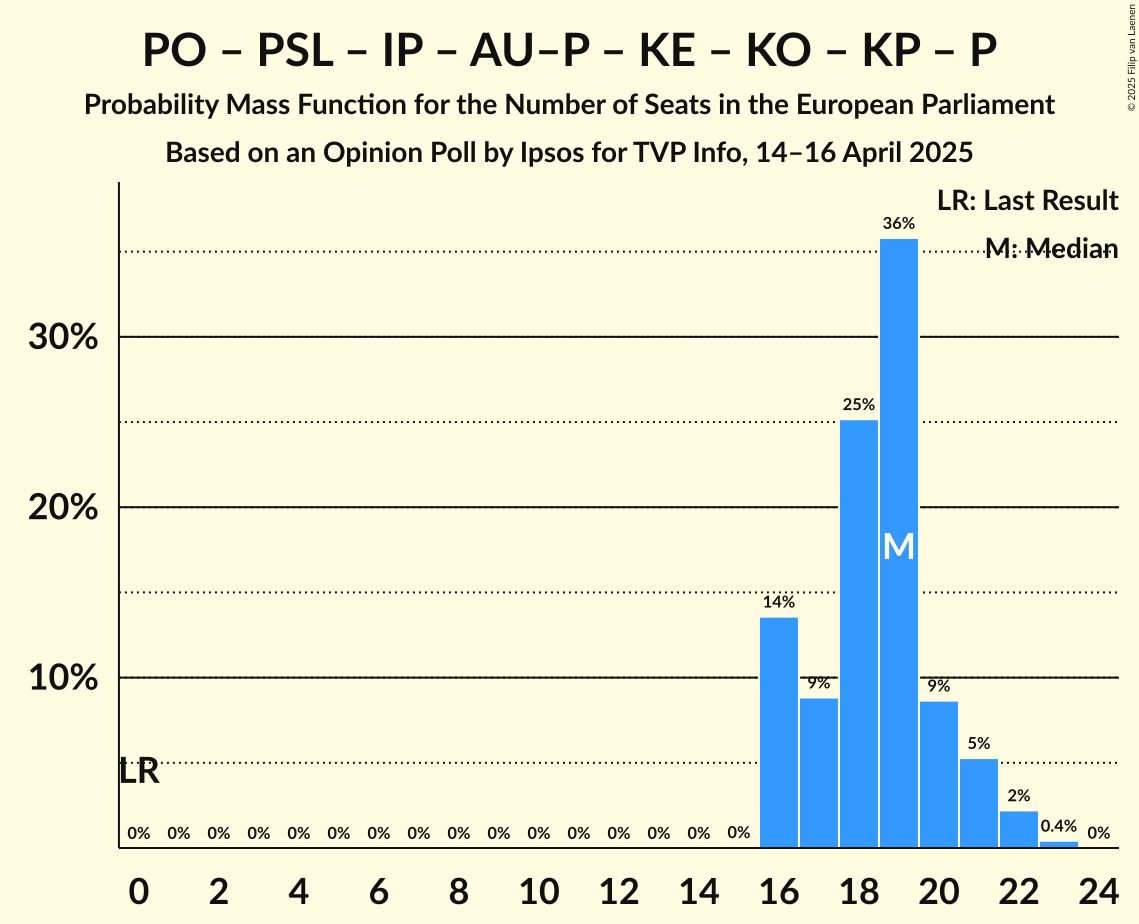 PO – PSL – IP – AU–P – KE – KO – KP – P
Probability Mass Function for the Number of Seats in the European Parliament
Based on an Opinion Poll by Ipsos for TVP Info, 14–16 April 2025
© 2025 Filip van Laenen
LR: Last Result
M: Median
36%
30%
25%
20%
M
14%
10%
9%
9%
5%
LR
2%
0.4%
0% 0% 0% 0% 0% 0% 0% 0% 0% 0% 0% 0% 0% 0% 0% 0% 0%
0 2 4 6 8 10 12 14 16 18 20 22 24